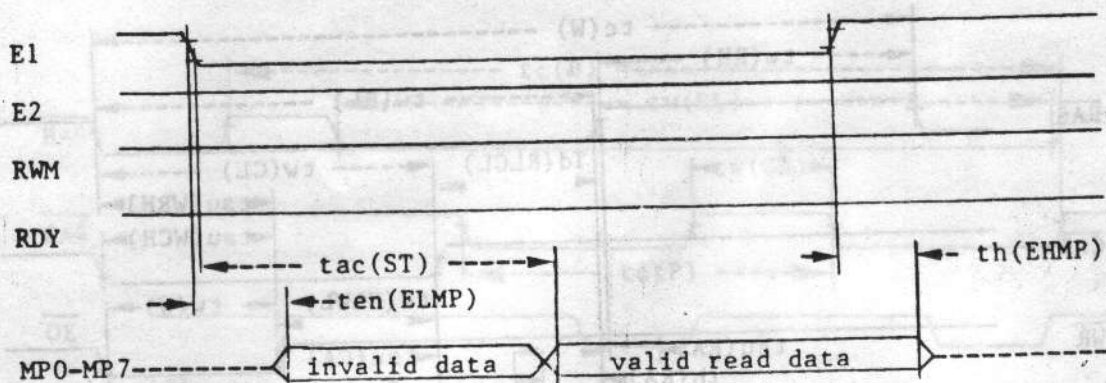 E1
E2
RWM
RDY
tac(ST)
th(EHMP)
ten(ELMP)
MP0-MP7
invalid data
valid read data